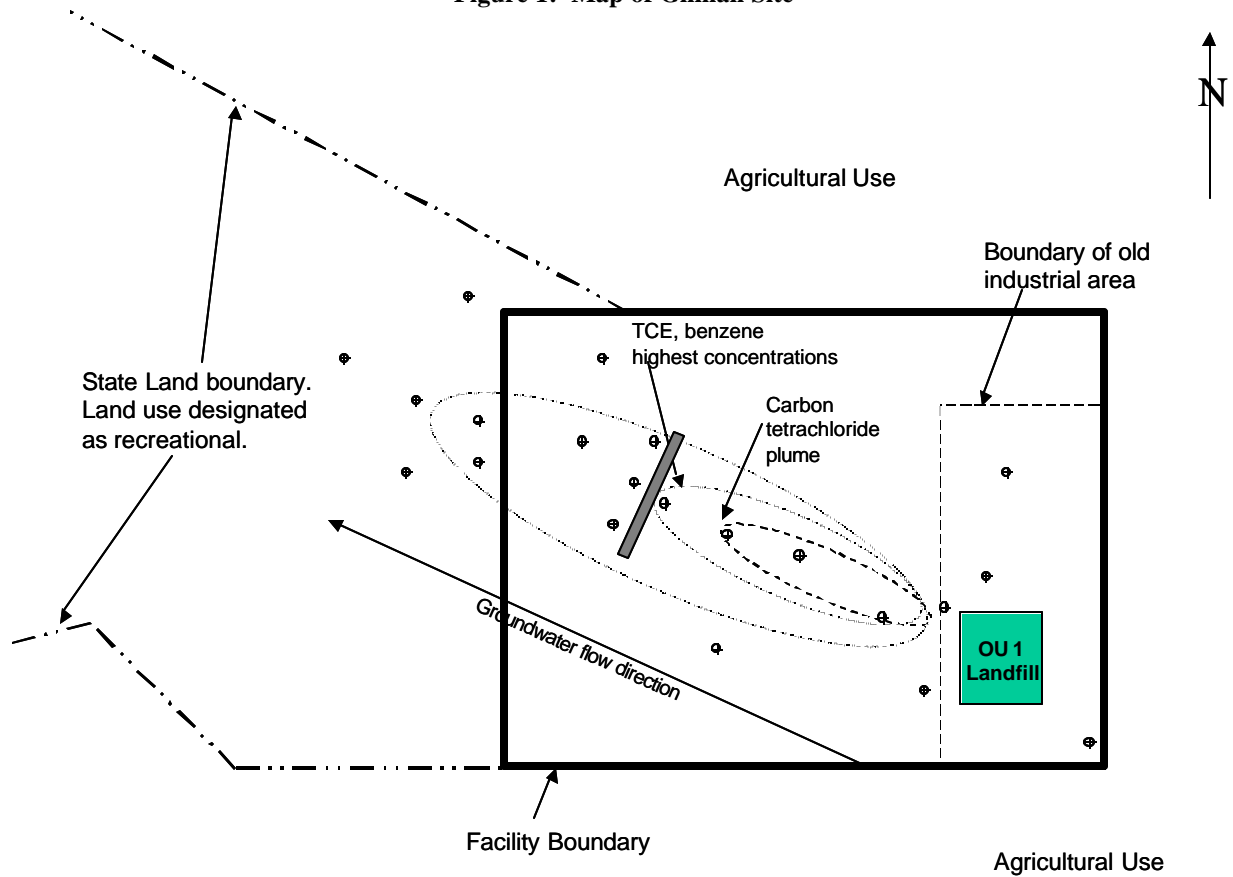 Figure 1: Map of Gilman Site
N
Agricultural Use
Boundary of old
industrial area
TCE, benzene
highest concentrations
State Land boundary.
Land use designated
as recreational.
Carbon
tetrachloride
plume
Groundwater flow direction
OU 1
Landfill
Facility Boundary
Agricultural Use